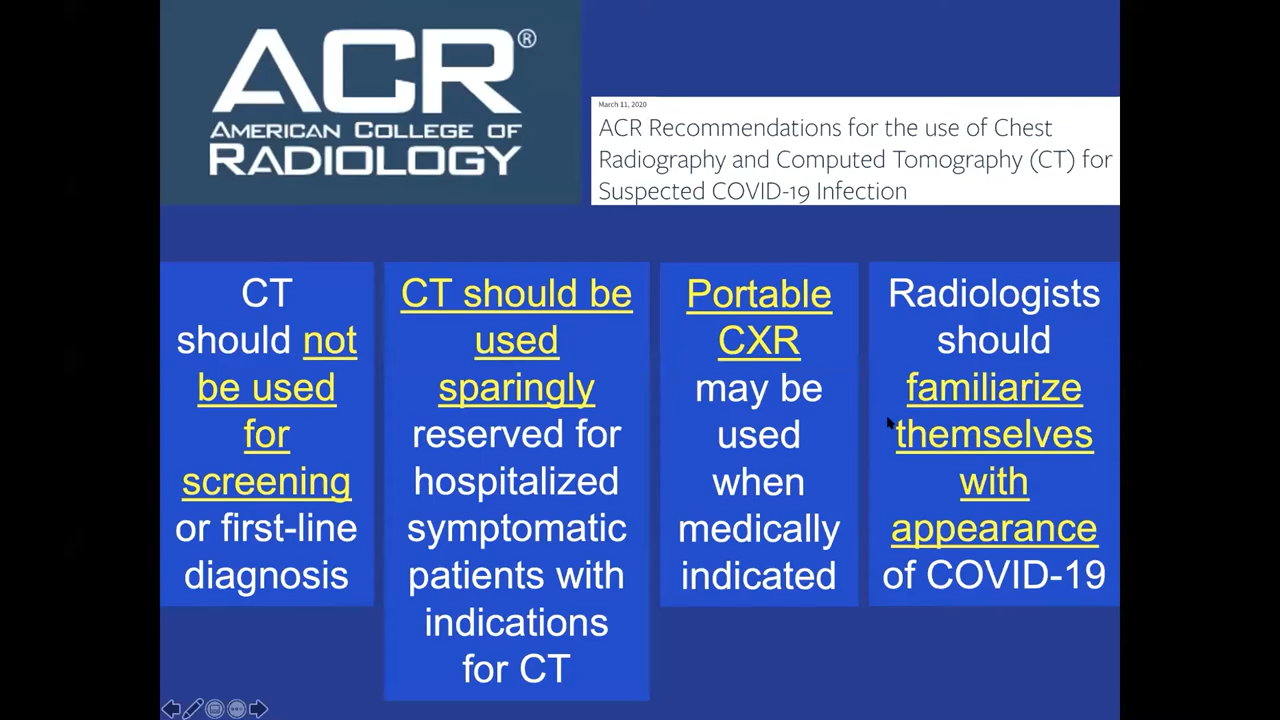 ACR®
AMERICAN COLLEGE OF
RADIOLOGY
March 11, 2020
ACR Recommendations for the use of Chest
Radiography and Computed Tomography (CT) for
Suspected COVID-19 Infection
CT
should not
be used
for
screening
or first-line
diagnosis
CT should be
used
sparingly
reserved for
hospitalized
symptomatic
patients with
indications
for CT
Portable
CXR
may be
used
when
medically
indicated
Radiologists
should
familiarize
themselves
with
appearance
of COVID-19